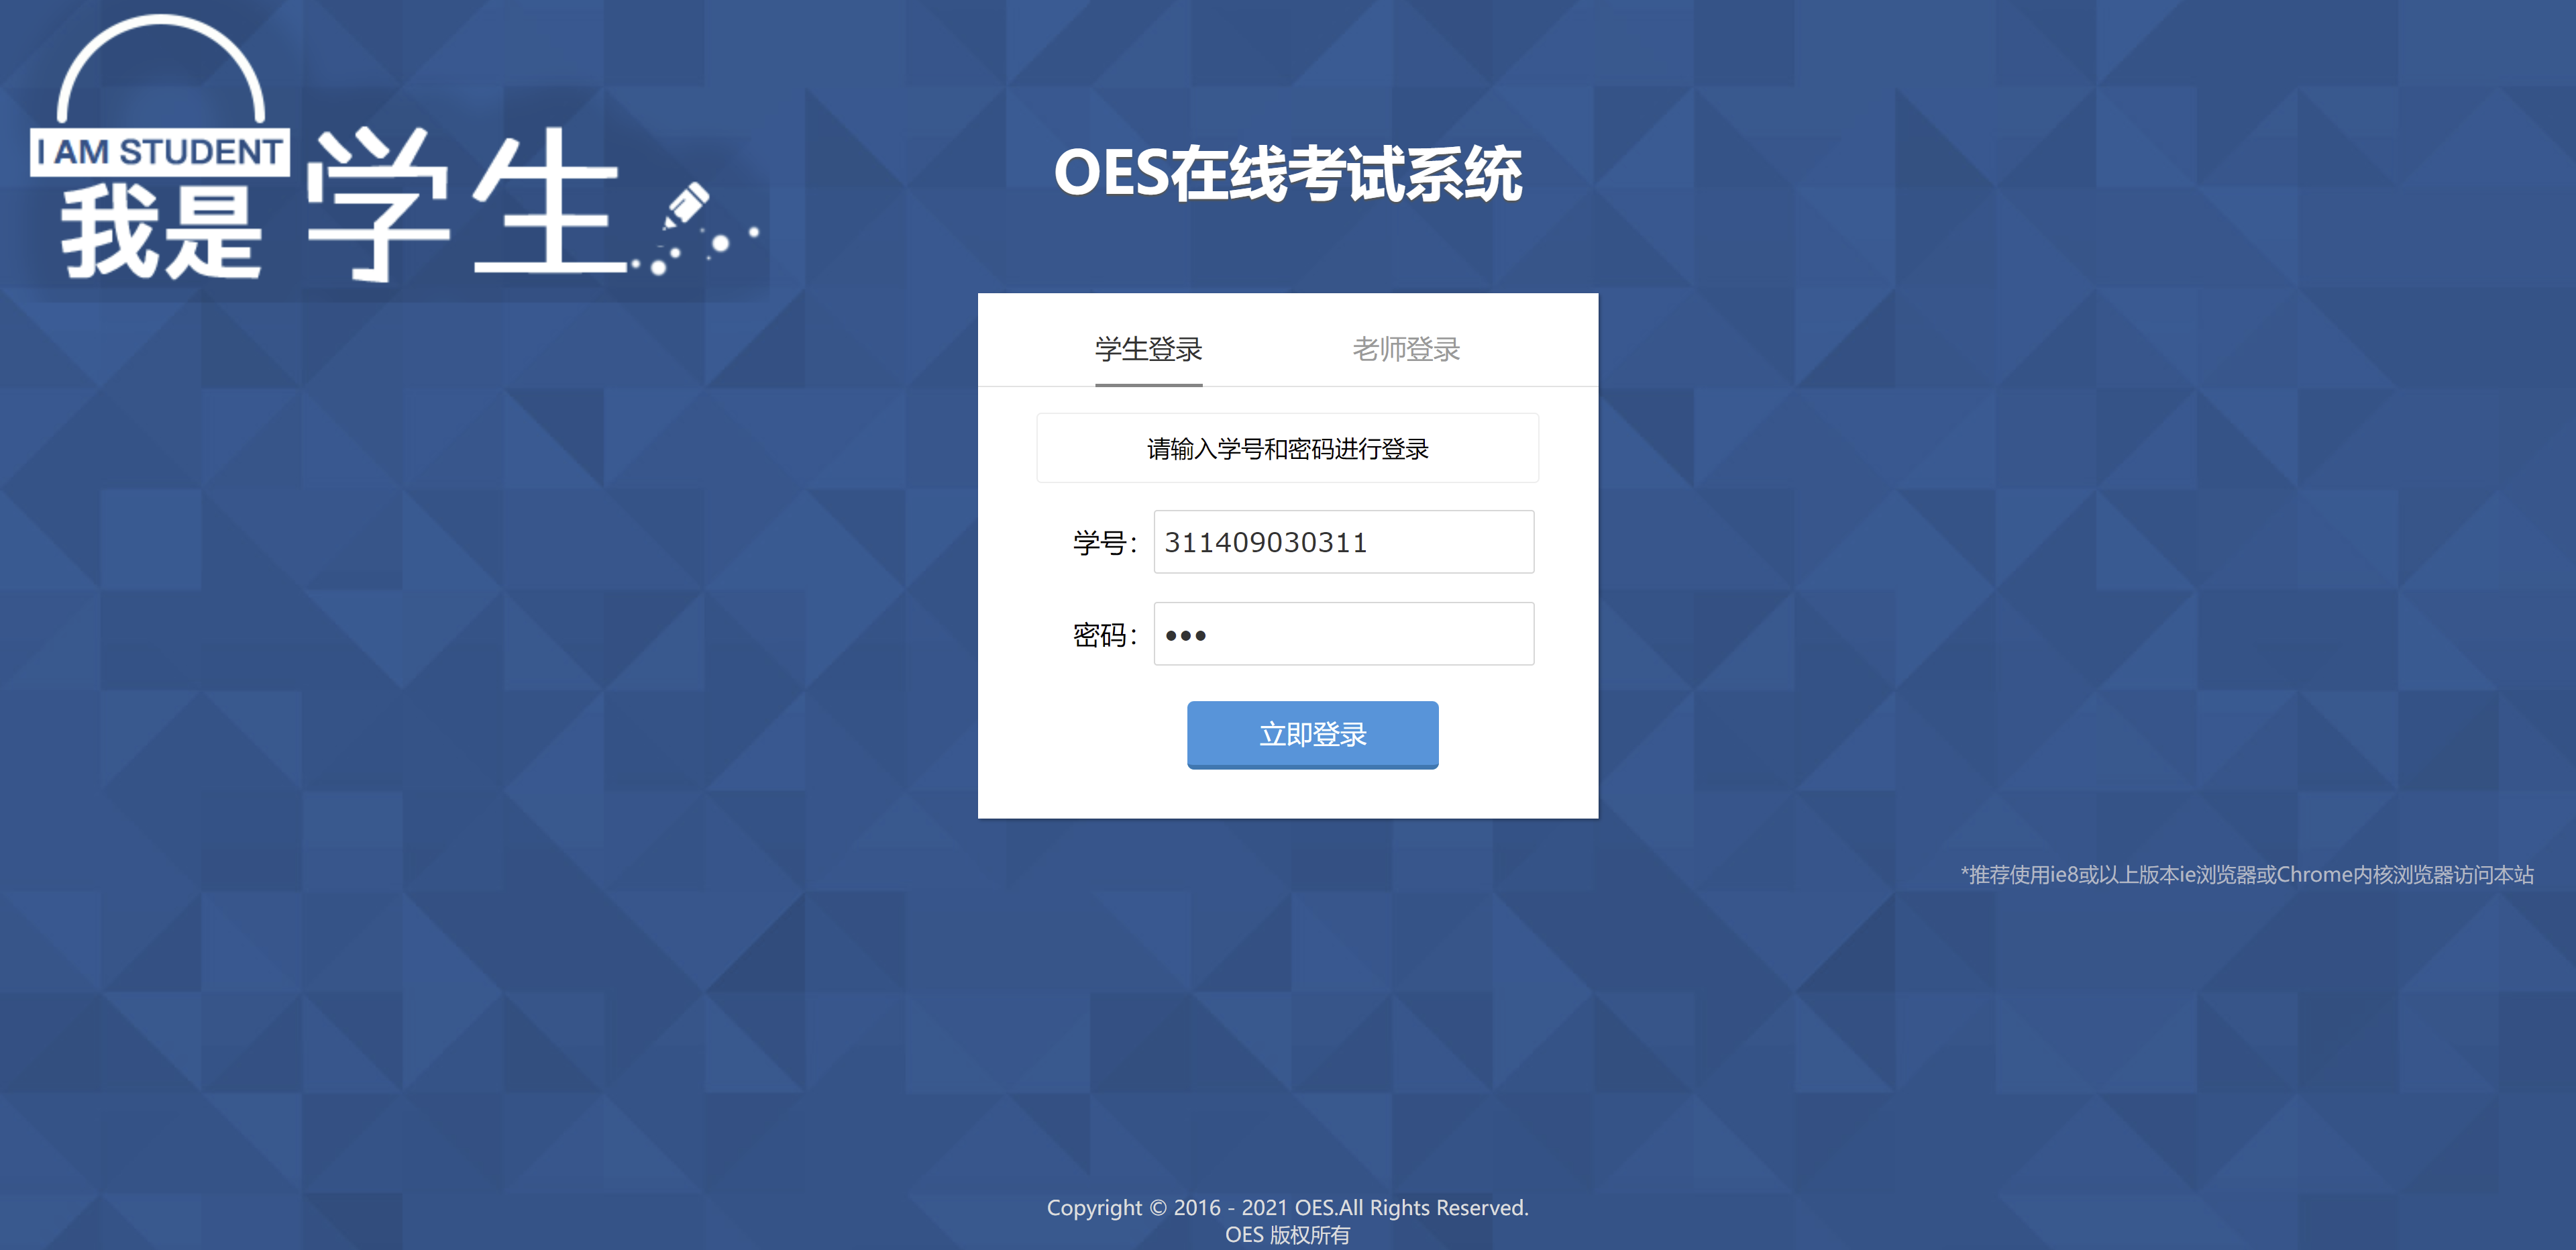 I AM STUDENT
我是学生
OES在线考试系统
学生登录 老师登录
请输入学号和密码进行登录
学号： 311409030311
密码： •••
立即登录
*推荐使用ie8或以上版本ie浏览器或Chrome内核浏览器访问本站
Copyright © 2016 - 2021 OES.All Rights Reserved.
OES 版权所有